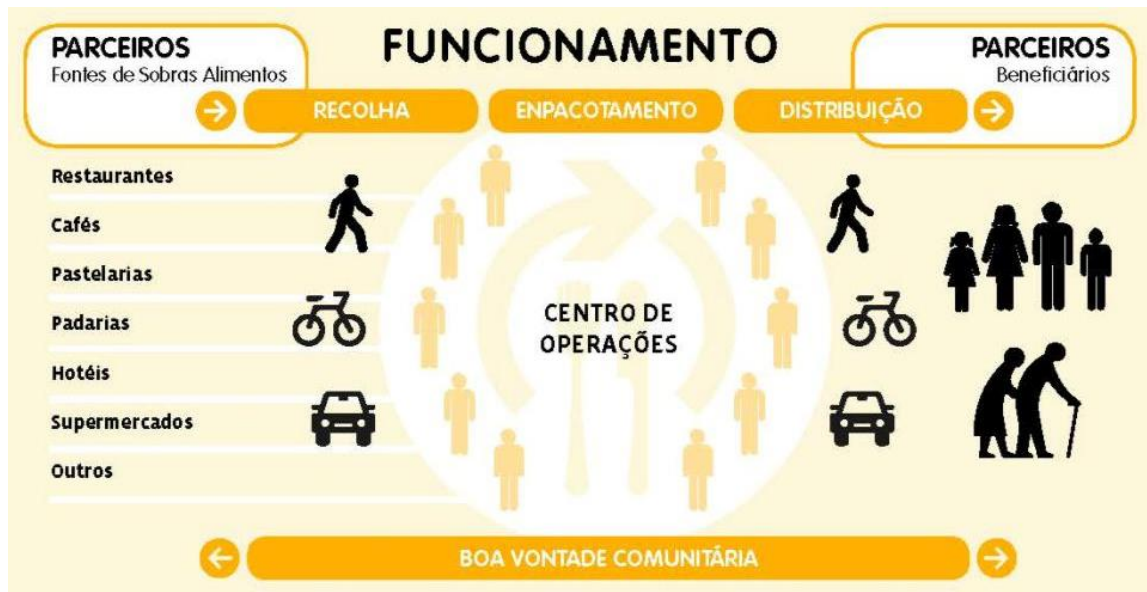 FUNCIONAMENTO
PARCEIROS
Fontes de Sobras Alimentos
PARCEIROS
Beneficiários
RECOLHA
ENPACOTAMENTO
DISTRIBUIÇÃO
Restaurantes
Cafés
Pastelarias
Padarias
Hotéis
Supermercados
Outros
CENTRO DE
OPERAÇÕES
BOA VONTADE COMUNITÁRIA